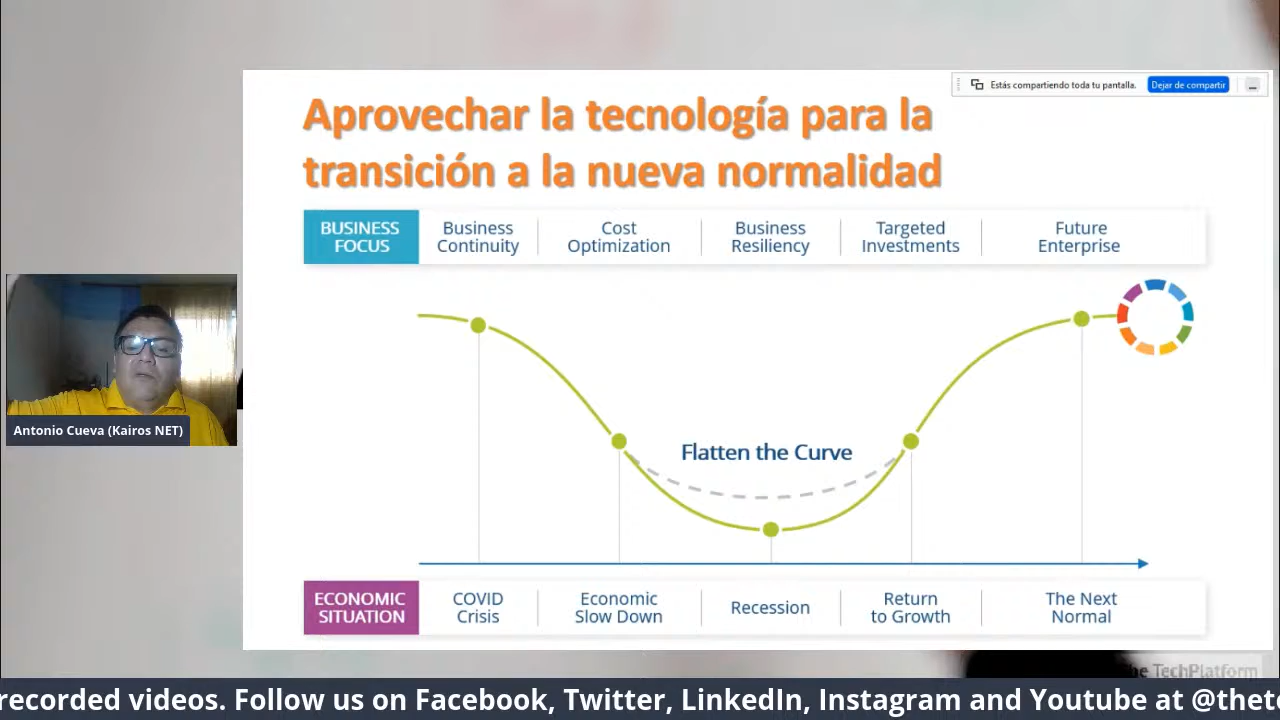 Estás compartiendo toda tu pantalla.
Dejar de compartir
Aprovechar la tecnología para la
transición a la nueva normalidad
BUSINESS FOCUS
Business Continuity
Cost Optimization
Business Resiliency
Targeted Investments
Future Enterprise
Flatten the Curve
Antonio Cueva (Kairos NET)
ECONOMIC SITUATION
COVID Crisis
Economic Slow Down
Recession
Return to Growth
The Next Normal
he TechPlatform
recorded videos. Follow us on Facebook, Twitter, LinkedIn, Instagram and Youtube at